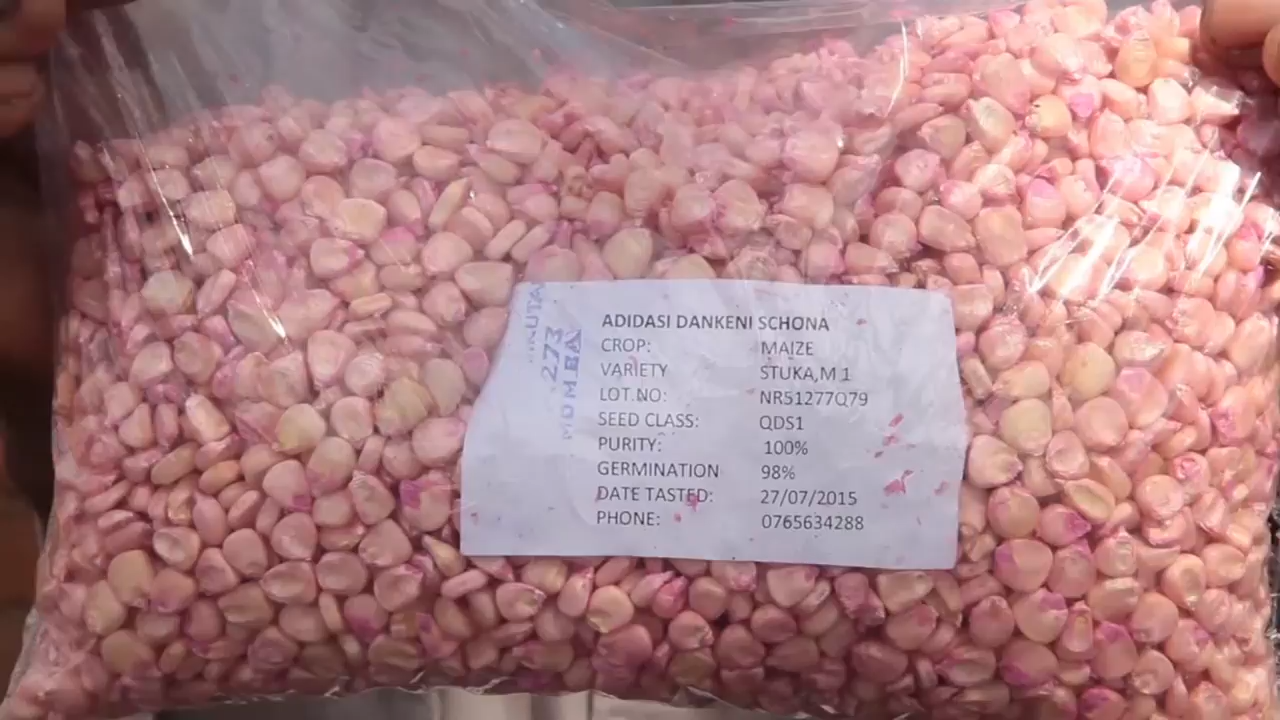 ADIDASI DANKENI SCHONA
CROP: MAIZE
VARIETY STUKA,M 1
LOT.NO: NR51277Q79
SEED CLASS: QDS1
PURITY: 100%
GERMINATION 98%
DATE TASTED: 27/07/2015
PHONE: 0765634288
273
MOMBA